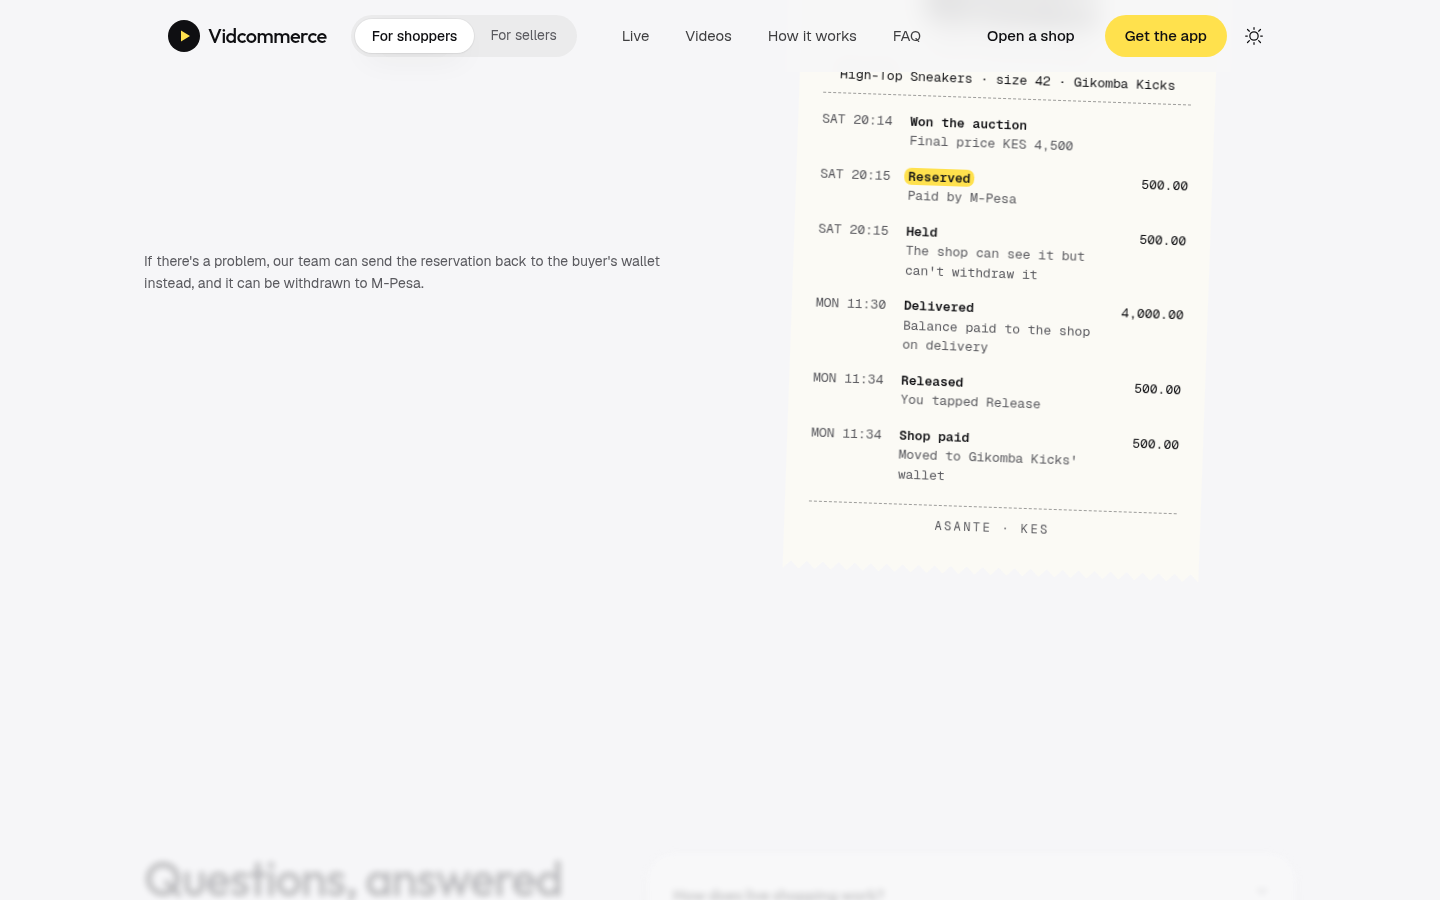 Vidcommerce
For shoppers
For sellers
Live
Videos
How it works
FAQ
Open a shop
Get the app
High-Top Sneakers · size 42 · Gikomba Kicks
SAT 20:14 Won the auction
Final price KES 4,500
SAT 20:15 Reserved 500.00
Paid by M-Pesa
SAT 20:15 Held 500.00
The shop can see it but
can't withdraw it
MON 11:30 Delivered 4,000.00
Balance paid to the shop
on delivery
MON 11:34 Released 500.00
You tapped Release
MON 11:34 Shop paid 500.00
Moved to Gikomba Kicks'
wallet
ASANTE · KES
If there's a problem, our team can send the reservation back to the buyer's wallet
instead, and it can be withdrawn to M-Pesa.
Questions, answered
How does live shopping work?